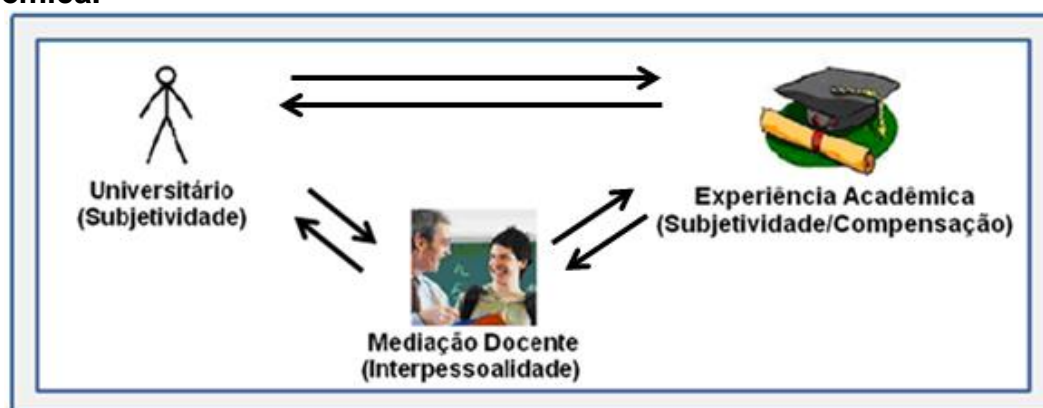 Universitário
(Subjetividade)
Experiência Acadêmica
(Subjetividade/Compensação)
Mediação Docente
(Interpessoalidade)